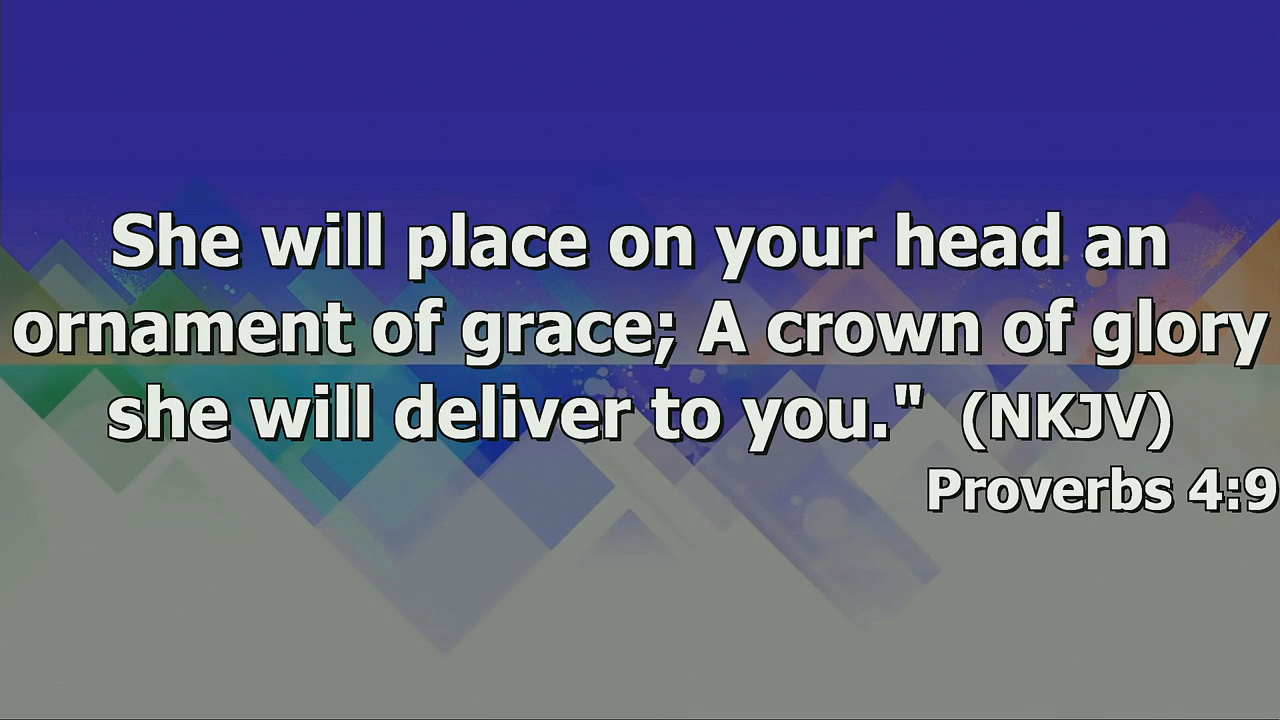 She will place on your head an
ornament of grace; A crown of glory
she will deliver to you." (NKJV)
Proverbs 4:9